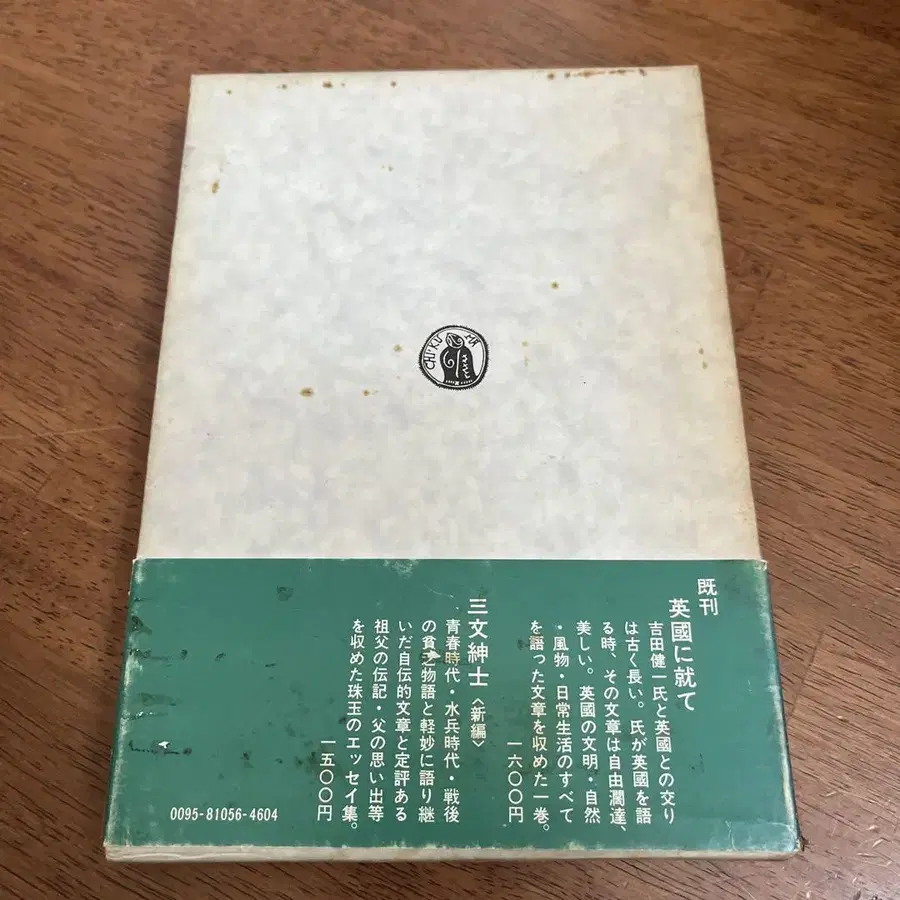 CHIKUMA
既刊
英國に就て
吉田健一氏と英國との交り
は古く長い。氏が英國を語
る時、その文章は自由濶達、
美しい。英國の文明・自然
・風物・日常生活のすべて
を語った文章を収めた一巻。
一六〇〇円
三文紳士〈新編〉
青春時代・水兵時代・戦後
の貧乏物語と軽妙に語り継
いだ自伝的文章と定評ある
祖父の伝記・父の思い出等
を収めた珠玉のエッセイ集。
一五〇〇円
0095-81056-4604